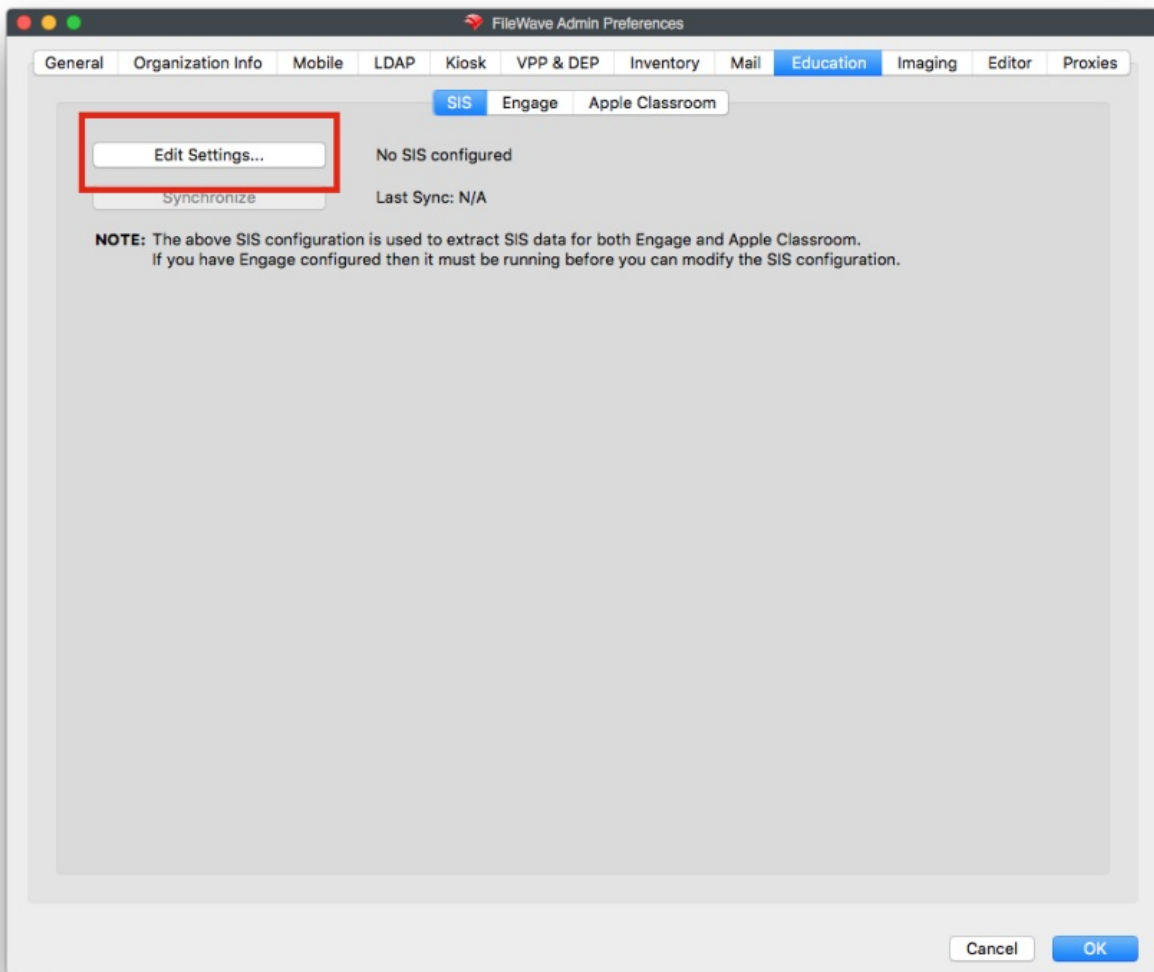 FileWave Admin Preferences
General Organization Info Mobile LDAP Kiosk VPP & DEP Inventory Mail Education Imaging Editor Proxies
SIS Engage Apple Classroom
Edit Settings... No SIS configured
Synchronize Last Sync: N/A
NOTE: The above SIS configuration is used to extract SIS data for both Engage and Apple Classroom.
If you have Engage configured then it must be running before you can modify the SIS configuration.
Cancel OK